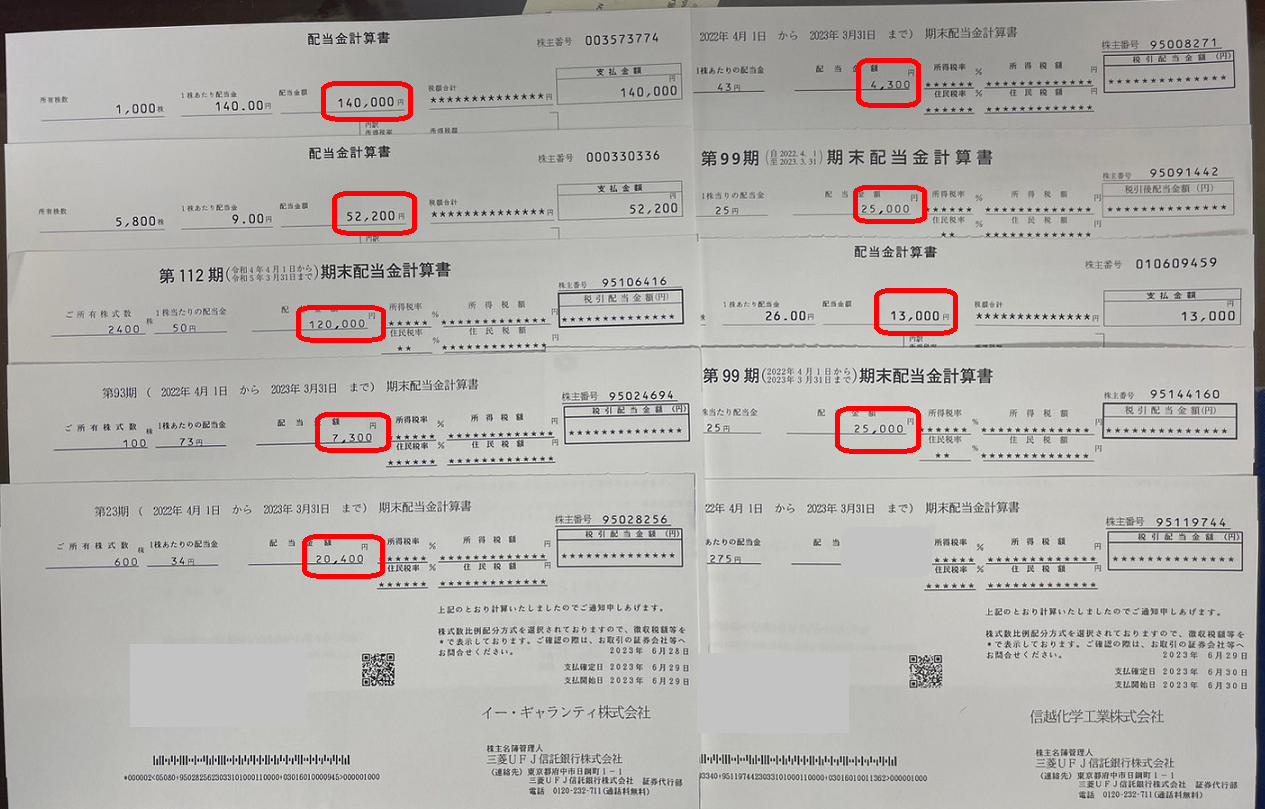 配当金計算書
株主番号 003573774
支払金額
円
140,000
所有株数 1,000株
1株あたり配当金 140.00円
配当金額 140,000円
税額合計 **************円
内訳
所得税率 所得税額
配当金計算書
株主番号 000330336
支払金額
円
52,200
所有株数 5,800株
1株あたり配当金 9.00円
配当金額 52,200円
税額合計 **************円
内訳
第112期(令和4年4月1日から令和5年3月31日まで)期末配当金計算書
株主番号 95106416
税引配当金額(円)
**************
ご所有株式数 2400株
1株当たりの配当金 50円
配当金額 120,000円
所得税率 ***** %
所得税額 ************** 円
住民税率 ** %
住民税額 ************** 円
第93期 ( 2022年 4月 1日 から 2023年 3月31日 まで) 期末配当金計算書
株主番号 95024694
税引配当金額 (円)
**************
ご所有株式数 100株
1株あたりの配当金 73円
配当金額 7,300円
所得税率 ****** %
所得税額 ************** 円
住民税率 ****** %
住民税額 ************** 円
第23期 ( 2022年 4月 1日 から 2023年 3月31日 まで) 期末配当金計算書
株主番号 95028256
税引配当金額 (円)
**************
ご所有株式数 600株
1株あたりの配当金 34円
配当金額 20,400円
所得税率 ****** %
所得税額 ************** 円
住民税率 ****** %
住民税額 ************** 円
上記のとおり計算いたしましたのでご通知申しあげます。
株式数比例配分方式を選択されておりますので、徴収税額等を
*で表示しております。ご確認の際は、お取引の証券会社等へ
お問合せください。
2023年 6月28日
支払確定日 2023年 6月29日
支払開始日 2023年 6月29日
イー・ギャランティ株式会社
株主名簿管理人
三菱UFJ信託銀行株式会社
(連絡先) 東京都府中市日鋼町1-1
三菱UFJ信託銀行株式会社 証券代行部
電話 0120-232-711(通話料無料)
*000002<05080+95028256230331010001100000+03016010000945>000001000
2022年 4月 1日 から 2023年 3月31日 まで) 期末配当金計算書
株主番号 95008271
税引配当金額 (円)
**************
1株あたりの配当金 43円
配当金額 4,300円
所得税率 ****** %
所得税額 ************** 円
住民税率 ****** %
住民税額 ************** 円
第99期(自2022. 4. 1至2023. 3. 31)期末配当金計算書
株主番号 95091442
税引後配当金額 (円)
**************
1株当りの配当金 25円
配当金額 25,000円
所得税率 ****** %
所得税額 ************** 円
住民税率 ** %
住民税額 ************** 円
配当金計算書
株主番号 010609459
支払金額
円
13,000
1株あたり配当金 26.00円
配当金額 13,000円
税額合計 **************円
内訳
第99期(2022年4月1日から2023年3月31日まで)期末配当金計算書
株主番号 95144160
税引配当金額 (円)
**************
株当たり配当金 25円
配当金額 25,000円
所得税率 ****** %
所得税額 ************** 円
住民税率 ** %
住民税額 ************** 円
22年 4月 1日 から 2023年 3月31日 まで) 期末配当金計算書
株主番号 95119744
税引配当金額 (円)
**************
あたりの配当金 275円
配当
所得税率 ****** %
所得税額 ************** 円
住民税率 ****** %
住民税額 ************** 円
上記のとおり計算いたしましたのでご通知申しあげます。
株式数比例配分方式を選択されておりますので、徴収税額等を
*で表示しております。ご確認の際は、お取引の証券会社等へ
お問合せください。
2023年 6月29日
支払確定日 2023年 6月30日
支払開始日 2023年 6月30日
信越化学工業株式会社
株主名簿管理人
三菱UFJ信託銀行株式会社
(連絡先) 東京都府中市日鋼町1-1
三菱UFJ信託銀行株式会社 証券代行部
電話 0120-232-711(通話料無料)